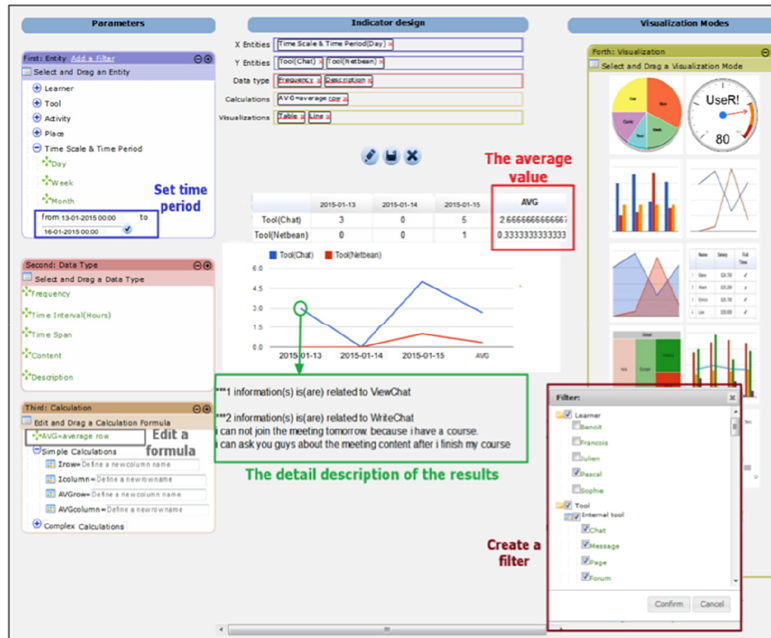 Parameters
Indicator design
Visualization Modes
First: Entity Add a filter
Select and Drag an Entity
Learner
Tool
Activity
Place
Time Scale & Time Period
Day
Week
Month
from 13-01-2015 00:00 to
16-01-2015 00:00
Set time
period
Second: Data Type
Select and Drag a Data Type
Frequency
Time Interval(Hours)
Time Span
Content
Description
Third: Calculation
Edit and Drag a Calculation Formula
AVG=average row
Edit a
formula
Simple Calculations
Irow=Define a new column name
Icolumn=Define a new row name
AVGrow=Define a new column name
AVGcolumn=Define a new row name
Complex Calculations
X Entities Time Scale & Time Period(Day) x
Y Entities Tool(Chat) x Tool(Netbean) x
Data type Frequency x Description x
Calculations AVG=average row x
Visualizations Table x Line x
The average
value
2015-01-13 2015-01-14 2015-01-15 AVG
Tool(Chat) 3 0 5 2.6666666666667
Tool(Netbean) 0 0 1 0.3333333333333
Tool(Chat) Tool(Netbean)
6.0
4.5
3.0
1.5
0.0
2015-01-13 2015-01-14 2015-01-15 AVG
***1 information(s) is(are) related to ViewChat
***2 information(s) is(are) related to WriteChat
i can not join the meeting tomorrow because i have a course.
i can ask you guys about the meeting content after i finish my course
The detail description of the results
Create a
filter
Forth: Visualization
Select and Drag a Visualization Mode
UseR!
80
Name Salary Full
Time
Filter: x
Learner
Benoit
Francois
Julien
Pascal
Sophie
Tool
Internal tool
Chat
Message
Page
Forum
Confirm Cancel